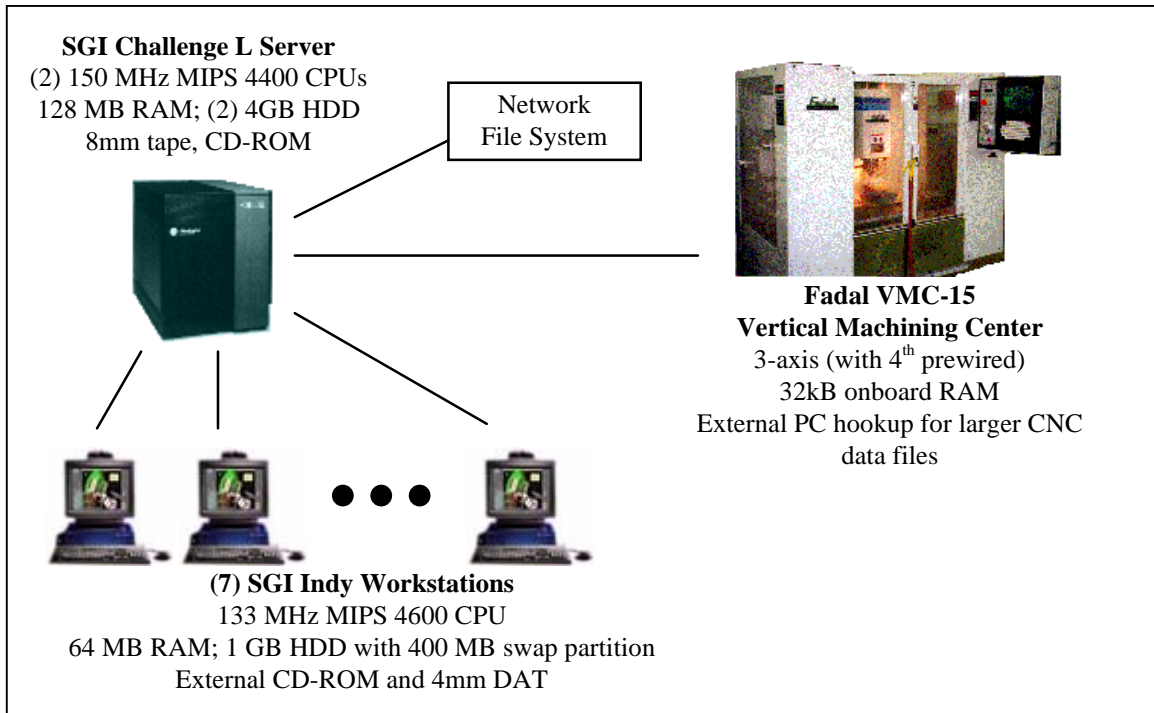 SGI Challenge L Server
(2) 150 MHz MIPS 4400 CPUs
128 MB RAM; (2) 4GB HDD
8mm tape, CD-ROM
Network
File System
Fadal
Fadal VMC-15
Vertical Machining Center
3-axis (with 4th prewired)
32kB onboard RAM
External PC hookup for larger CNC
data files
(7) SGI Indy Workstations
133 MHz MIPS 4600 CPU
64 MB RAM; 1 GB HDD with 400 MB swap partition
External CD-ROM and 4mm DAT